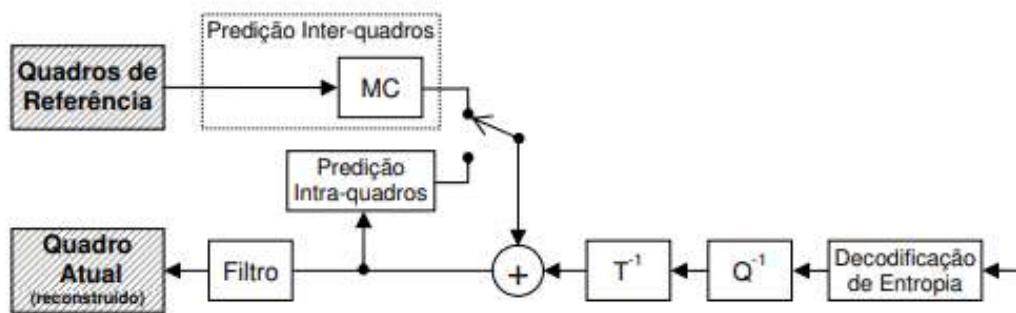 Predição Inter-quadros
Quadros de
Referência
MC
Predição
Intra-quadros
Quadro
Atual
(reconstruído)
Filtro
+
T⁻¹
Q⁻¹
Decodificação
de Entropia